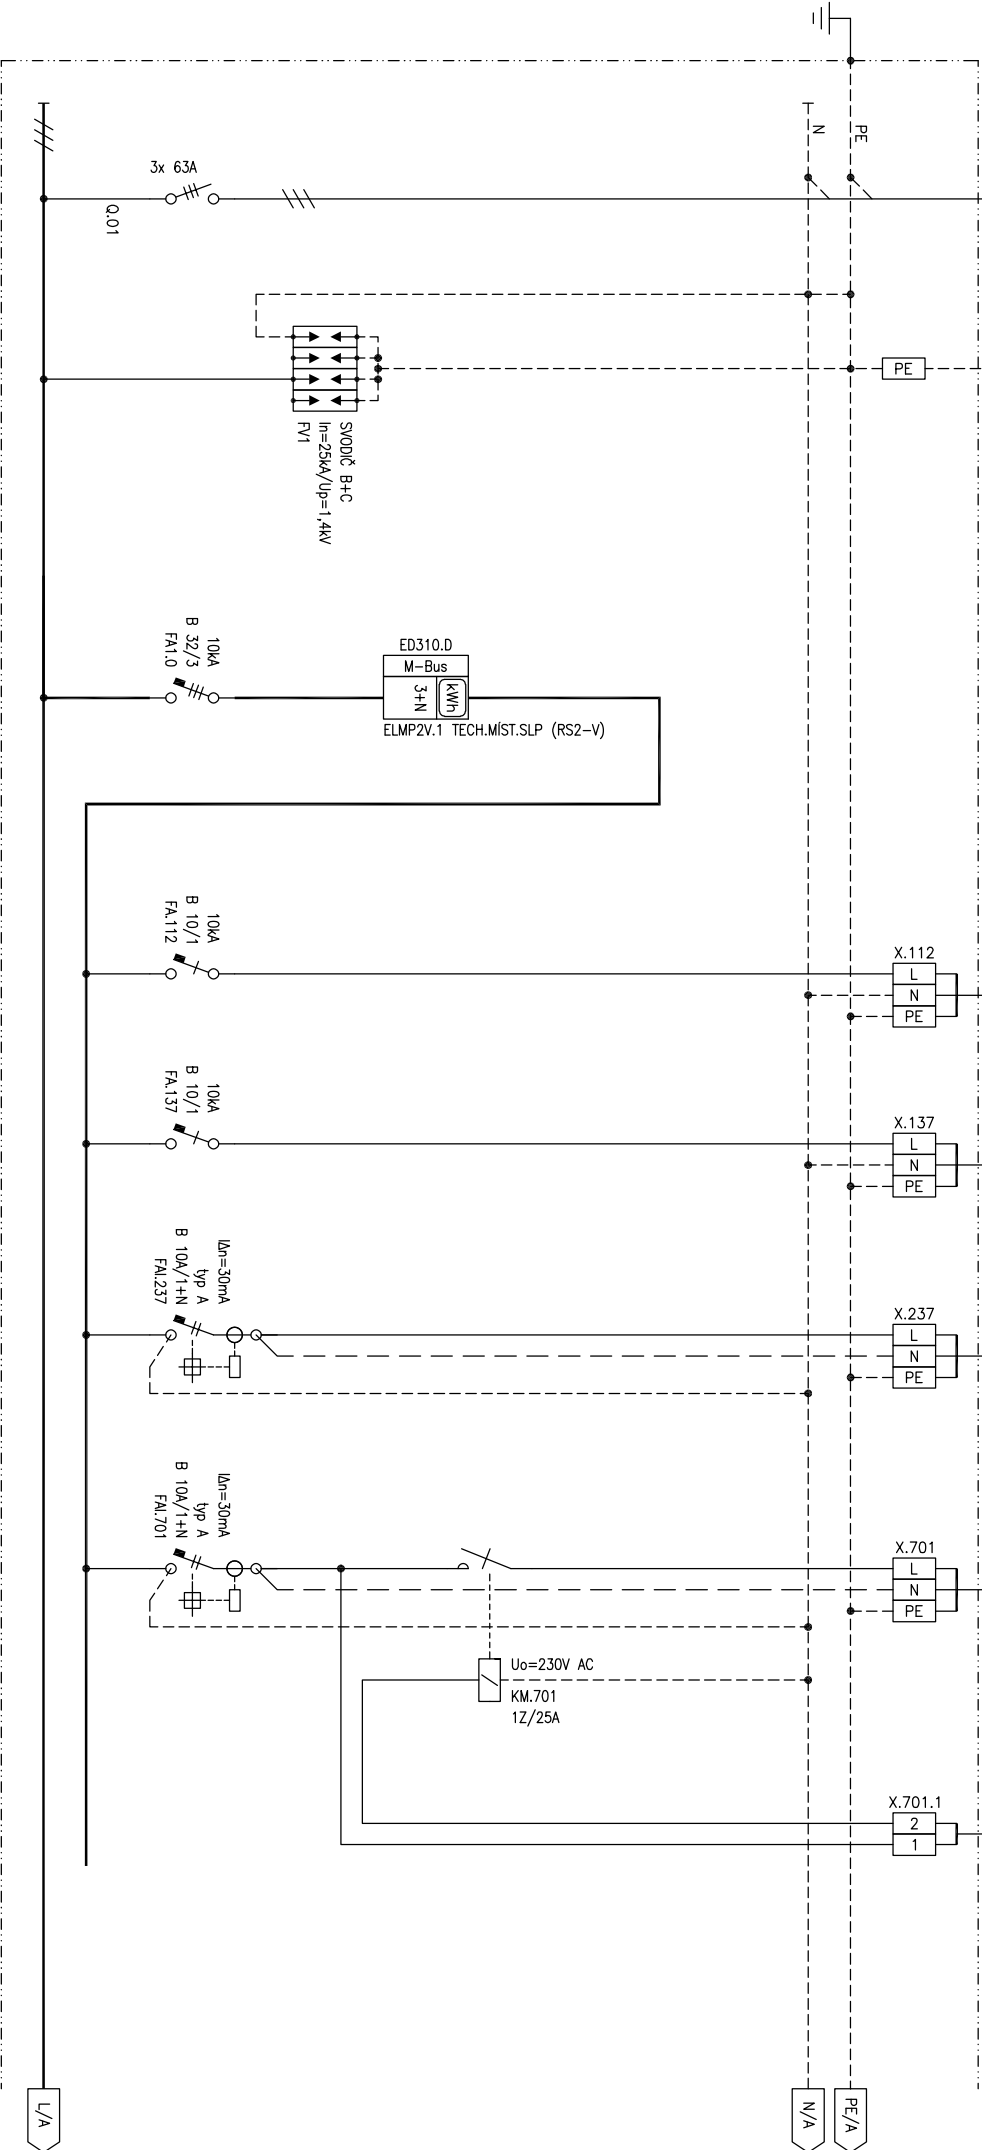 PE
N
3x 63A
Q.01
PE
SVODIČ B+C
In=25kA/Up=1,4kV
FV1
10kA
B 32/3
FA1.0
ED310.D
M-Bus
kWh
3+N
ELMP2V.1 TECH.MÍST.SLP (RS2-V)
10kA
B 10/1
FA.112
X.112
L
N
PE
10kA
B 10/1
FA.137
X.137
L
N
PE
IΔn=30mA
typ A
B 10A/1+N
FAI.237
X.237
L
N
PE
IΔn=30mA
typ A
B 10A/1+N
FAI.701
X.701
L
N
PE
Uo=230V AC
KM.701
1Z/25A
X.701.1
2
1
L/A
N/A
PE/A